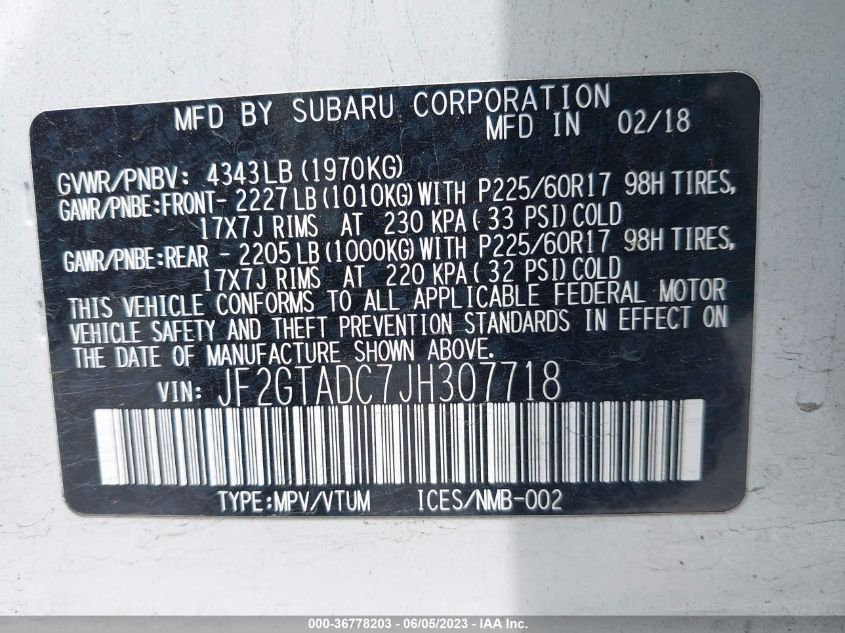 MFD BY SUBARU CORPORATION
MFD IN 02/18
GVWR/PNBV: 4343LB (1970KG)
GAWR/PNBE:FRONT- 2227LB (1010KG) WITH P225/60R17 98H TIRES,
17X7J RIMS AT 230 KPA ( 33 PSI) COLD
GAWR/PNBE:REAR - 2205LB (1000KG) WITH P225/60R17 98H TIRES,
17X7J RIMS AT 220 KPA ( 32 PSI) COLD
THIS VEHICLE CONFORMS TO ALL APPLICABLE FEDERAL MOTOR
VEHICLE SAFETY AND THEFT PREVENTION STANDARDS IN EFFECT ON
THE DATE OF MANUFACTURE SHOWN ABOVE.
VIN: JF2GTADC7JH307718
TYPE:MPV/VTUM ICES/NMB-002
000-36778203 - 06/05/2023 - IAA Inc.